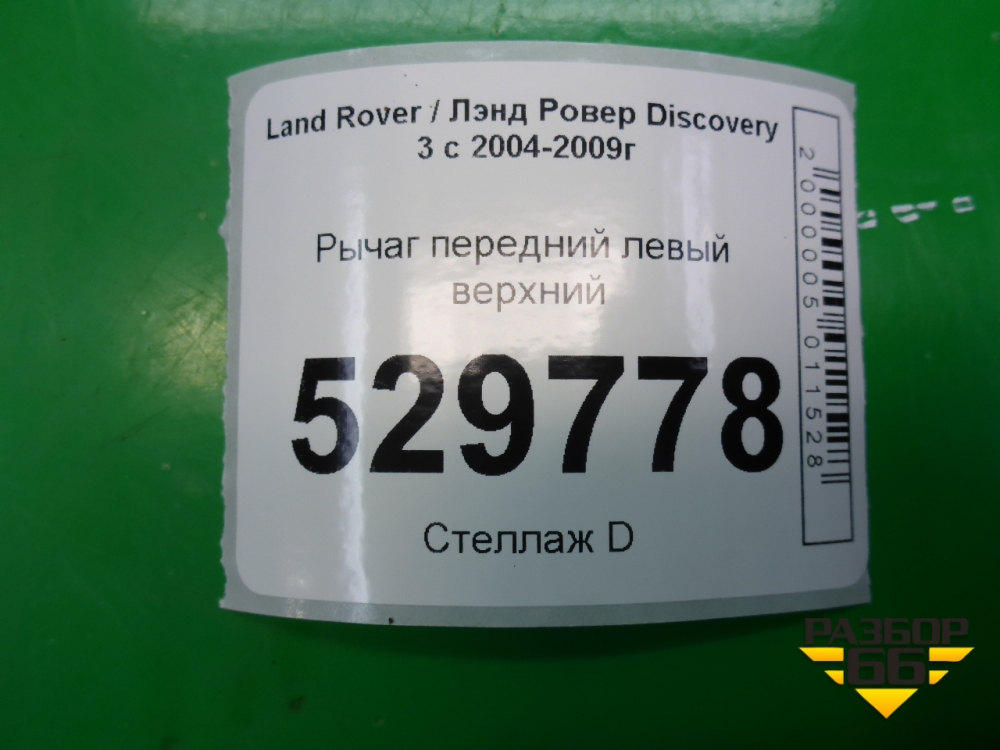 Land Rover / Лэнд Ровер Discovery
3 с 2004-2009г
Рычаг передний левый
верхний
529778
Стеллаж D
2000005011528
РАЗБОР
66